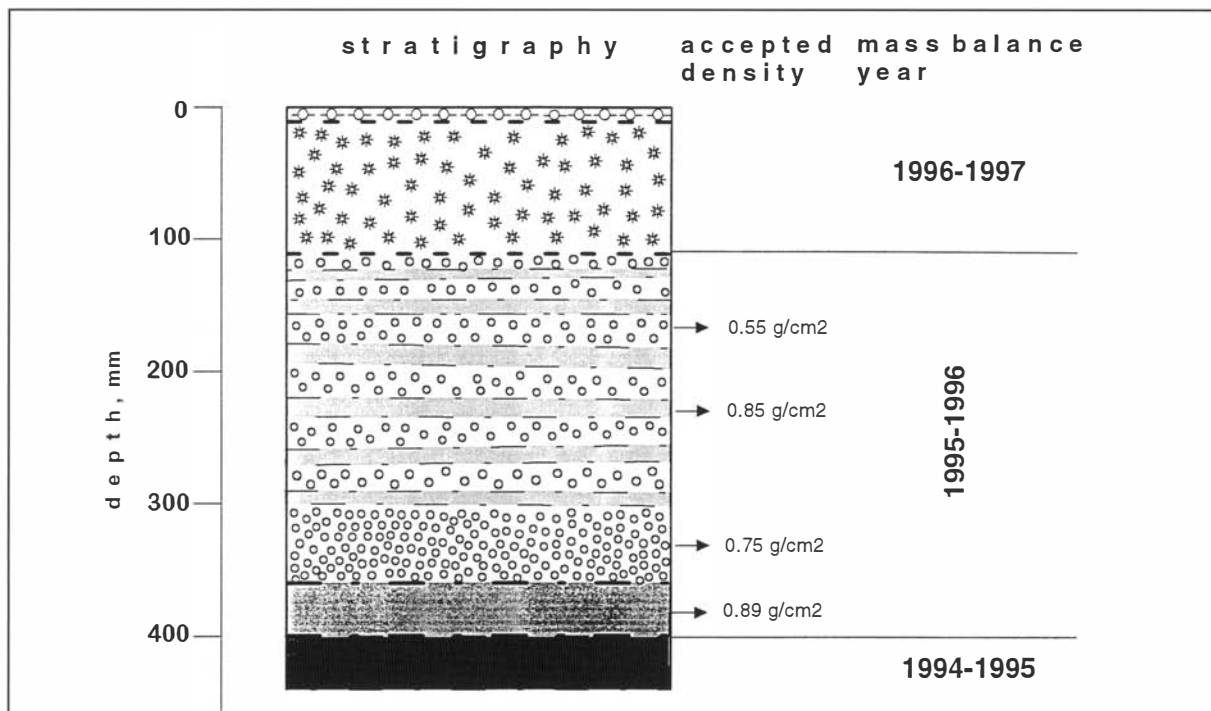 stratigraphy
accepted density
mass balance year
0
1996-1997
100
0.55 g/cm2
depth, mm
200
0.85 g/cm2
1995-1996
300
0.75 g/cm2
0.89 g/cm2
400
1994-1995